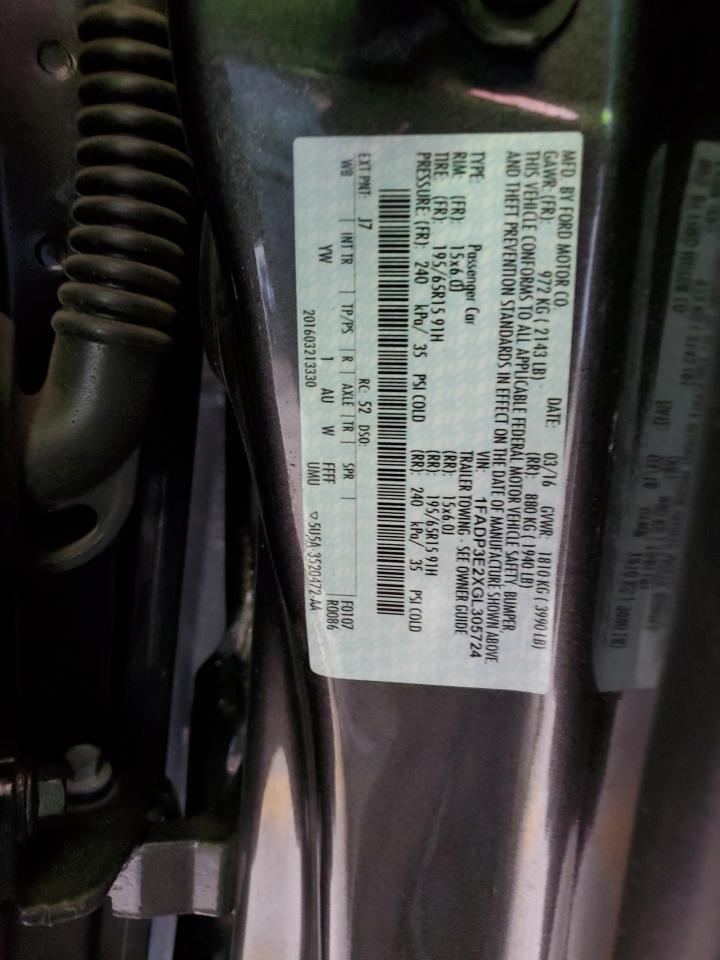 MFD. BY FORD MOTOR CO.
DATE: 03/16 GVWR: 1810 KG ( 3990 LB)
GAWR: (FR): 972 KG ( 2143 LB) (RR): 880 KG ( 1940 LB)
THIS VEHICLE CONFORMS TO ALL APPLICABLE FEDERAL MOTOR VEHICLE SAFETY, BUMPER,
AND THEFT PREVENTION STANDARDS IN EFFECT ON THE DATE OF MANUFACTURE SHOWN ABOVE.
VIN: 1FADP3E2XGL305724
TYPE: Passenger Car TRAILER TOWING - SEE OWNER GUIDE
RIM: (FR): 15x6.0J (RR): 15x6.0J
TIRE: (FR): 195/65R15 91H (RR): 195/65R15 91H
PRESSURE: (FR): 240 kPa/ 35 PSI COLD (RR): 240 kPa/ 35 PSI COLD
EXT PNT: J7 RC: 52 DSO: F0107
WB INT TR TP/PS R AXLE TR SPR R0086
YW 1 AU W FFFF
201603213330 UMU ▽5U5A-3520472-AA